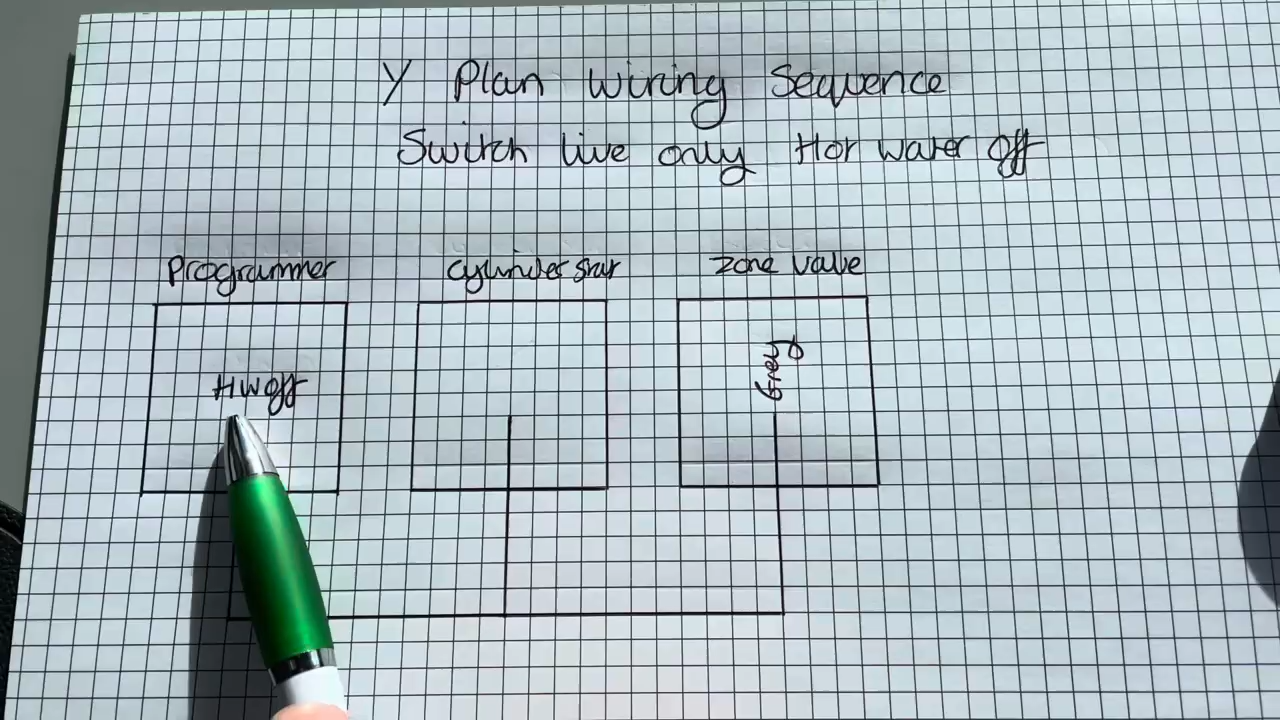 Y Plan Wiring Sequence
Switch live only Hot water off
Programmer
cylinder stat
zone valve
HW off
Grey